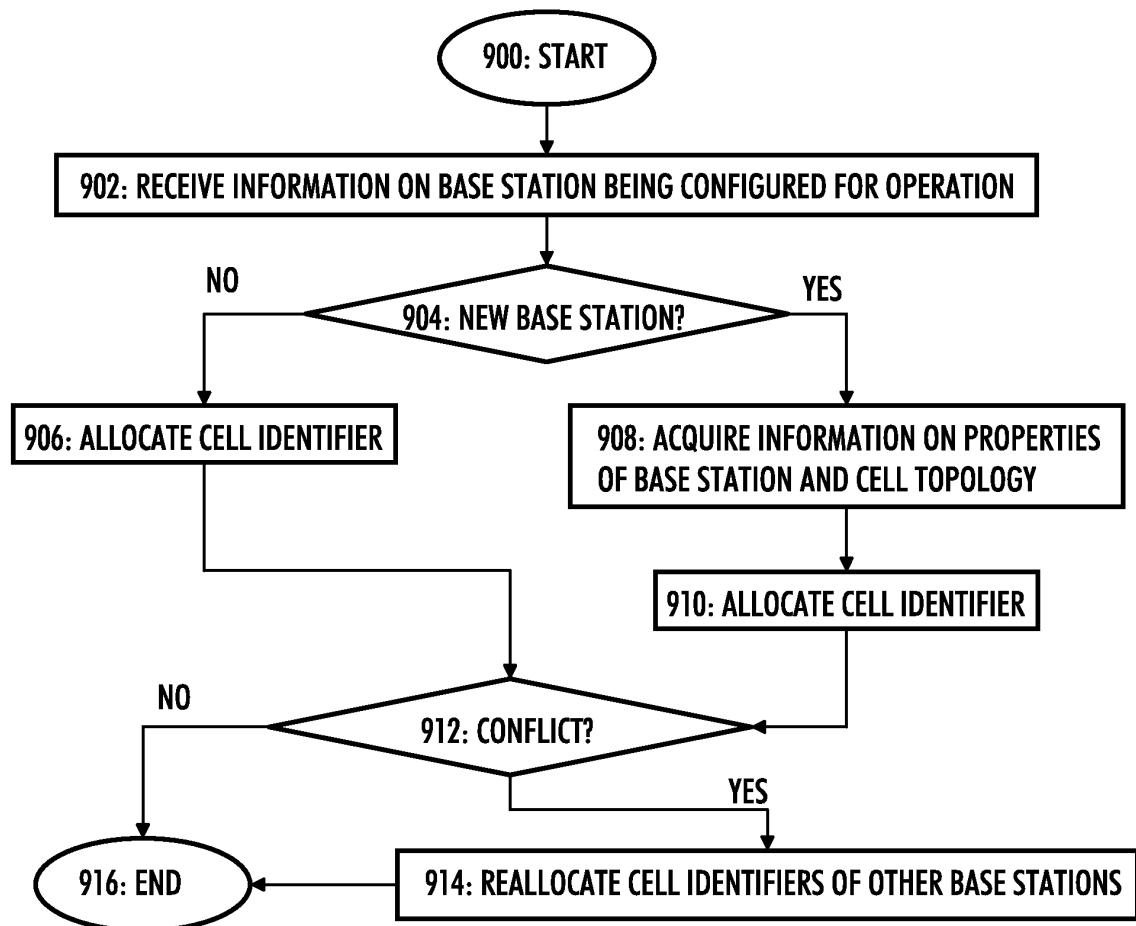 900: START
902: RECEIVE INFORMATION ON BASE STATION BEING CONFIGURED FOR OPERATION
NO
YES
904: NEW BASE STATION?
906: ALLOCATE CELL IDENTIFIER
908: ACQUIRE INFORMATION ON PROPERTIES
OF BASE STATION AND CELL TOPOLOGY
910: ALLOCATE CELL IDENTIFIER
NO
912: CONFLICT?
YES
916: END
914: REALLOCATE CELL IDENTIFIERS OF OTHER BASE STATIONS